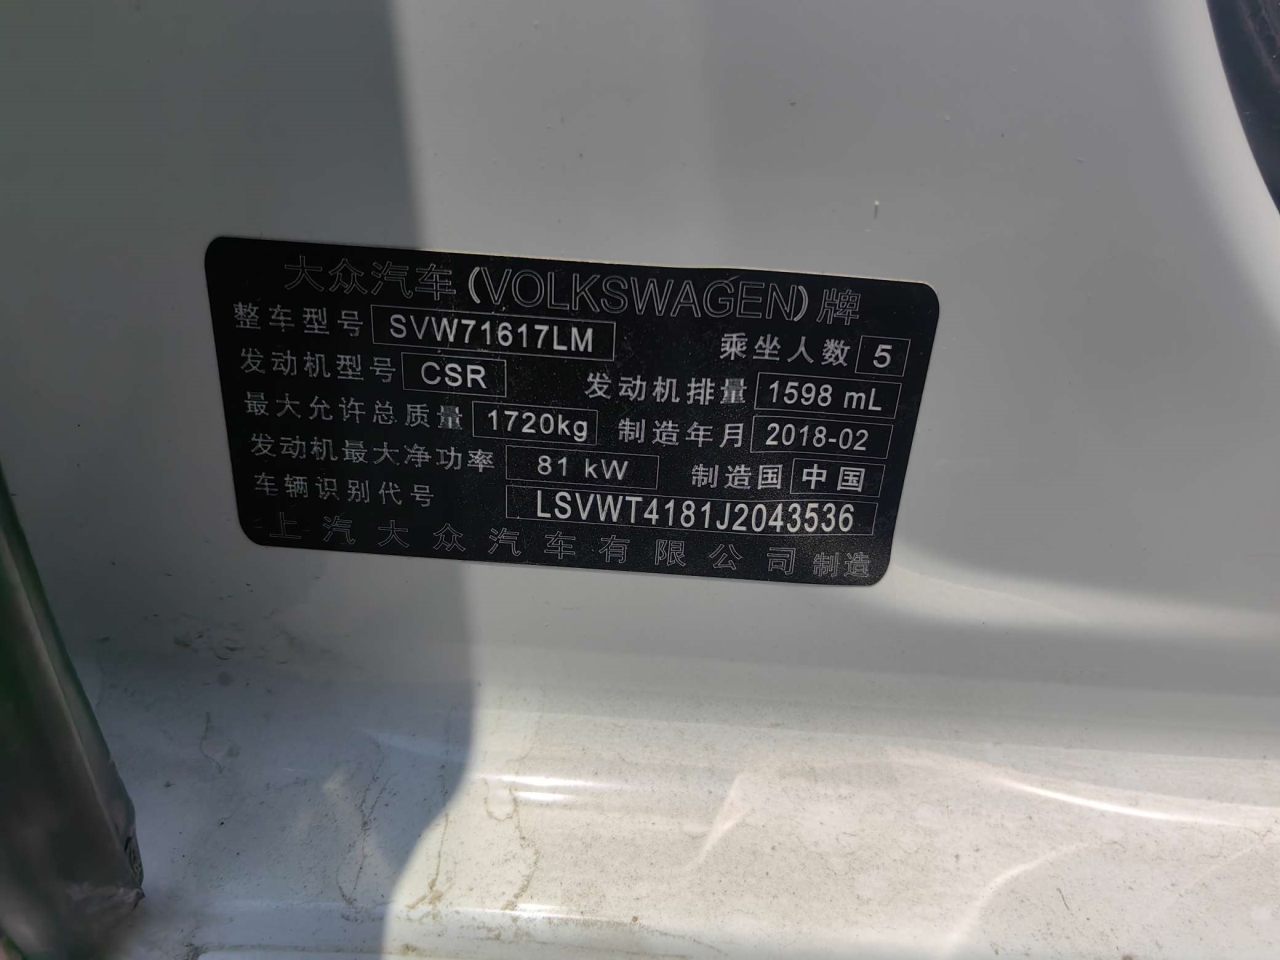 大众汽车(VOLKSWAGEN)牌
整车型号 SVW71617LM 乘坐人数 5
发动机型号 CSR 发动机排量 1598 mL
最大允许总质量 1720kg 制造年月 2018-02
发动机最大净功率 81 kW 制造国 中国
车辆识别代号 LSVWT4181J2043536
上汽大众汽车有限公司 制造